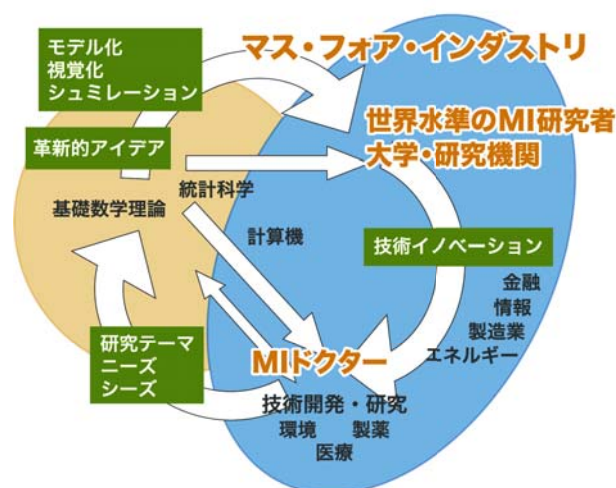 モデル化
視覚化
シュミレーション
マス・フォア・インダストリ
世界水準のMI研究者
大学・研究機関
革新的アイデア
統計科学
基礎数学理論
計算機
技術イノベーション
金融
情報
製造業
エネルギー
研究テーマ
ニーズ
シーズ
MIドクター
技術開発・研究
環境 製薬
医療